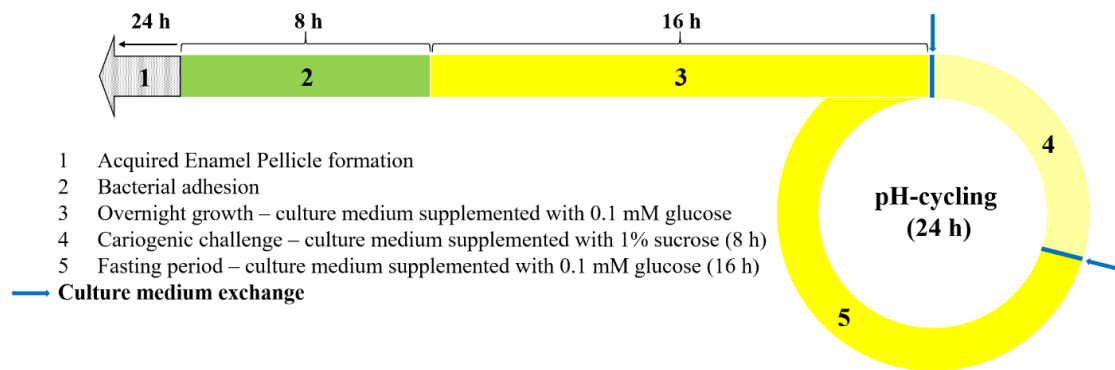 24 h 8 h 16 h
1 2 3
4
1 Acquired Enamel Pellicle formation
2 Bacterial adhesion
3 Overnight growth – culture medium supplemented with 0.1 mM glucose
4 Cariogenic challenge – culture medium supplemented with 1% sucrose (8 h)
5 Fasting period – culture medium supplemented with 0.1 mM glucose (16 h)
Culture medium exchange
pH-cycling
(24 h)
5